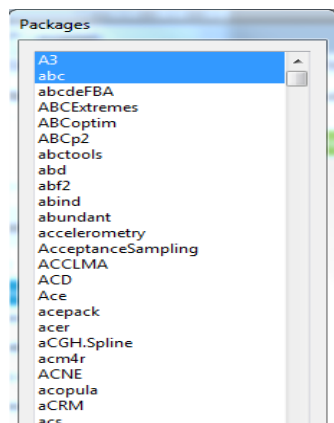 Packages
A3
abc
abcdeFBA
ABCExtremes
ABCoptim
ABCp2
abctools
abd
abf2
abind
abundant
accelerometry
AcceptanceSampling
ACCLMA
ACD
Ace
acepack
acer
aCGH.Spline
acm4r
ACNE
acopula
aCRM
acs